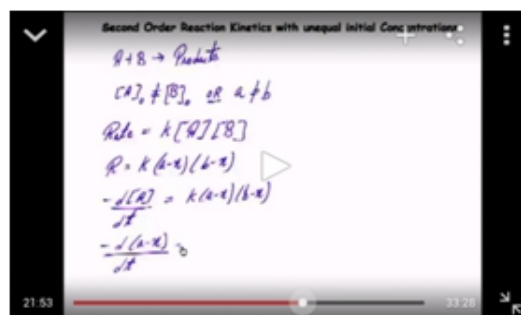 Second Order Reaction Kinetics with unequal initial Concentrations
A+B → Products
[A]₀ ≠ [B]₀ OR a ≠ b
Rate = K[A][B]
R = K(a-x)(b-x)
-d[A]/dt = K(a-x)(b-x)
-d(a-x)/dt =
21:53
33:28